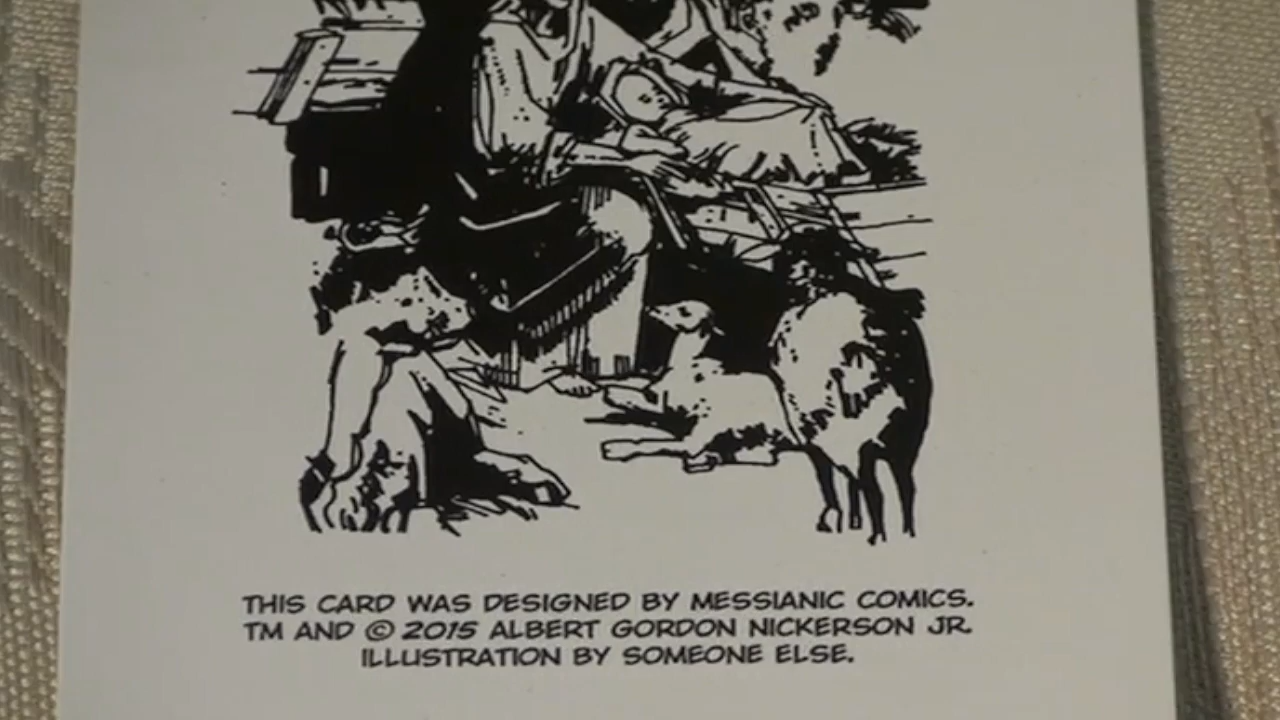 THIS CARD WAS DESIGNED BY MESSIANIC COMICS.
TM AND © 2015 ALBERT GORDON NICKERSON JR.
ILLUSTRATION BY SOMEONE ELSE.